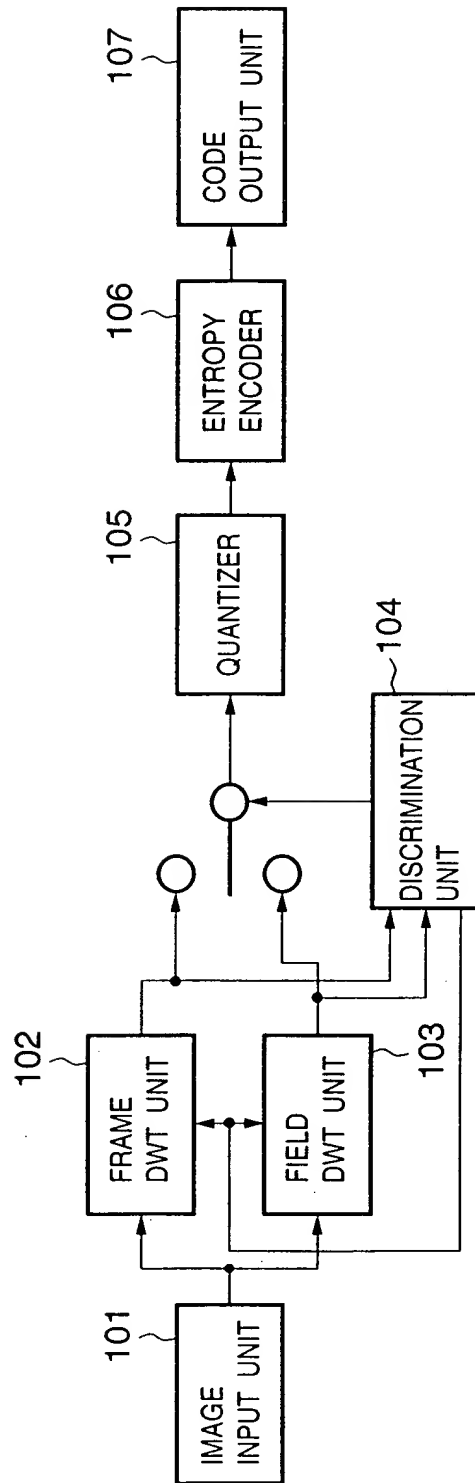 101
IMAGE
INPUT UNIT
102
FRAME
DWT UNIT
103
FIELD
DWT UNIT
104
DISCRIMINATION
UNIT
105
QUANTIZER
106
ENTROPY
ENCODER
107
CODE
OUTPUT UNIT